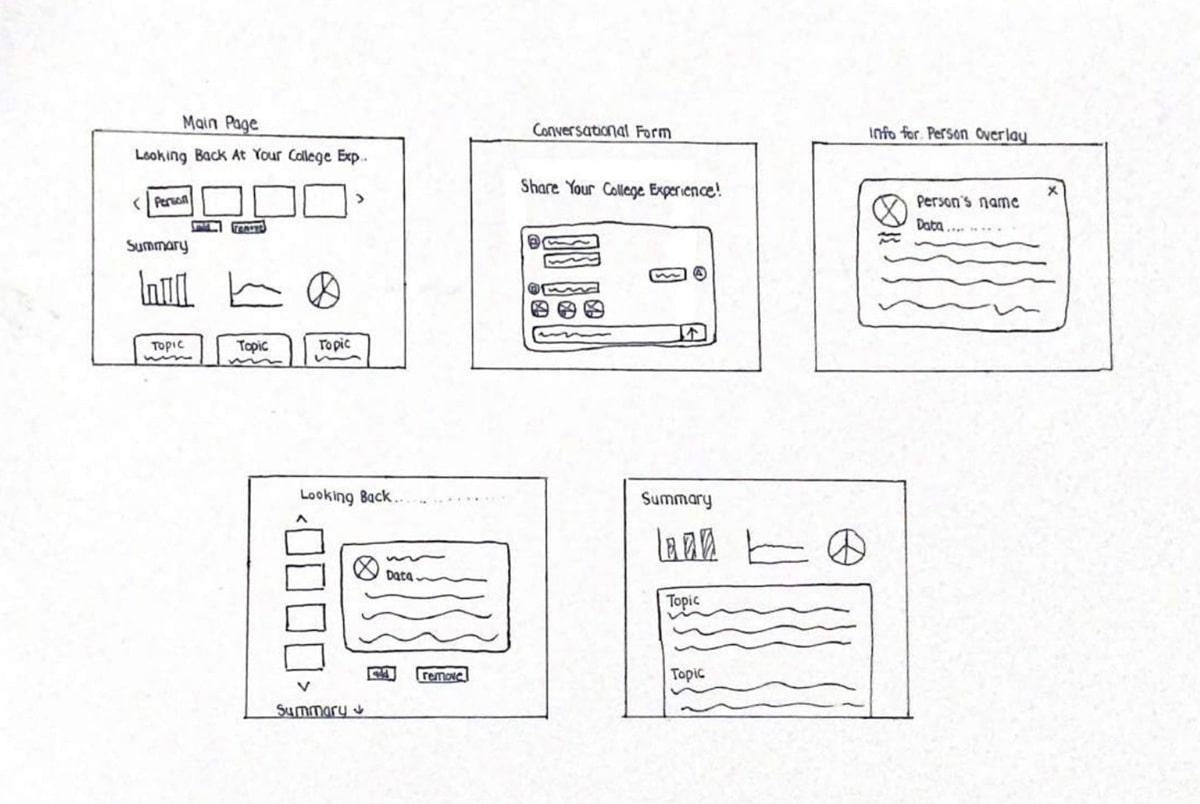 Main Page
Looking Back At Your College Exp..
< Person >
add remove
Summary
Topic Topic Topic
Conversational Form
Share Your College Experience!
Info for Person Overlay
x
Person's name
Data.... .. . . .
Looking Back.... .. . . . . . . .
Data
add remove
Summary ↓
Summary
Topic
Topic